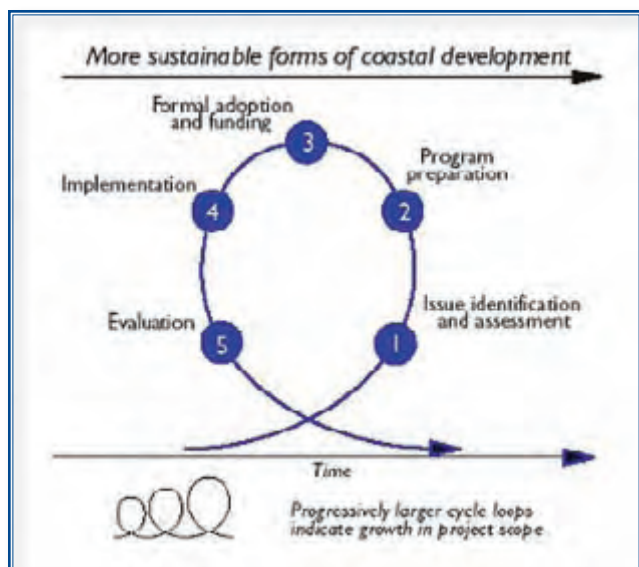 More sustainable forms of coastal development
Formal adoption
and funding
3
Program
preparation
Implementation
4
2
Issue identification
and assessment
Evaluation
5
1
Time
Progressively larger cycle loops
indicate growth in project scope